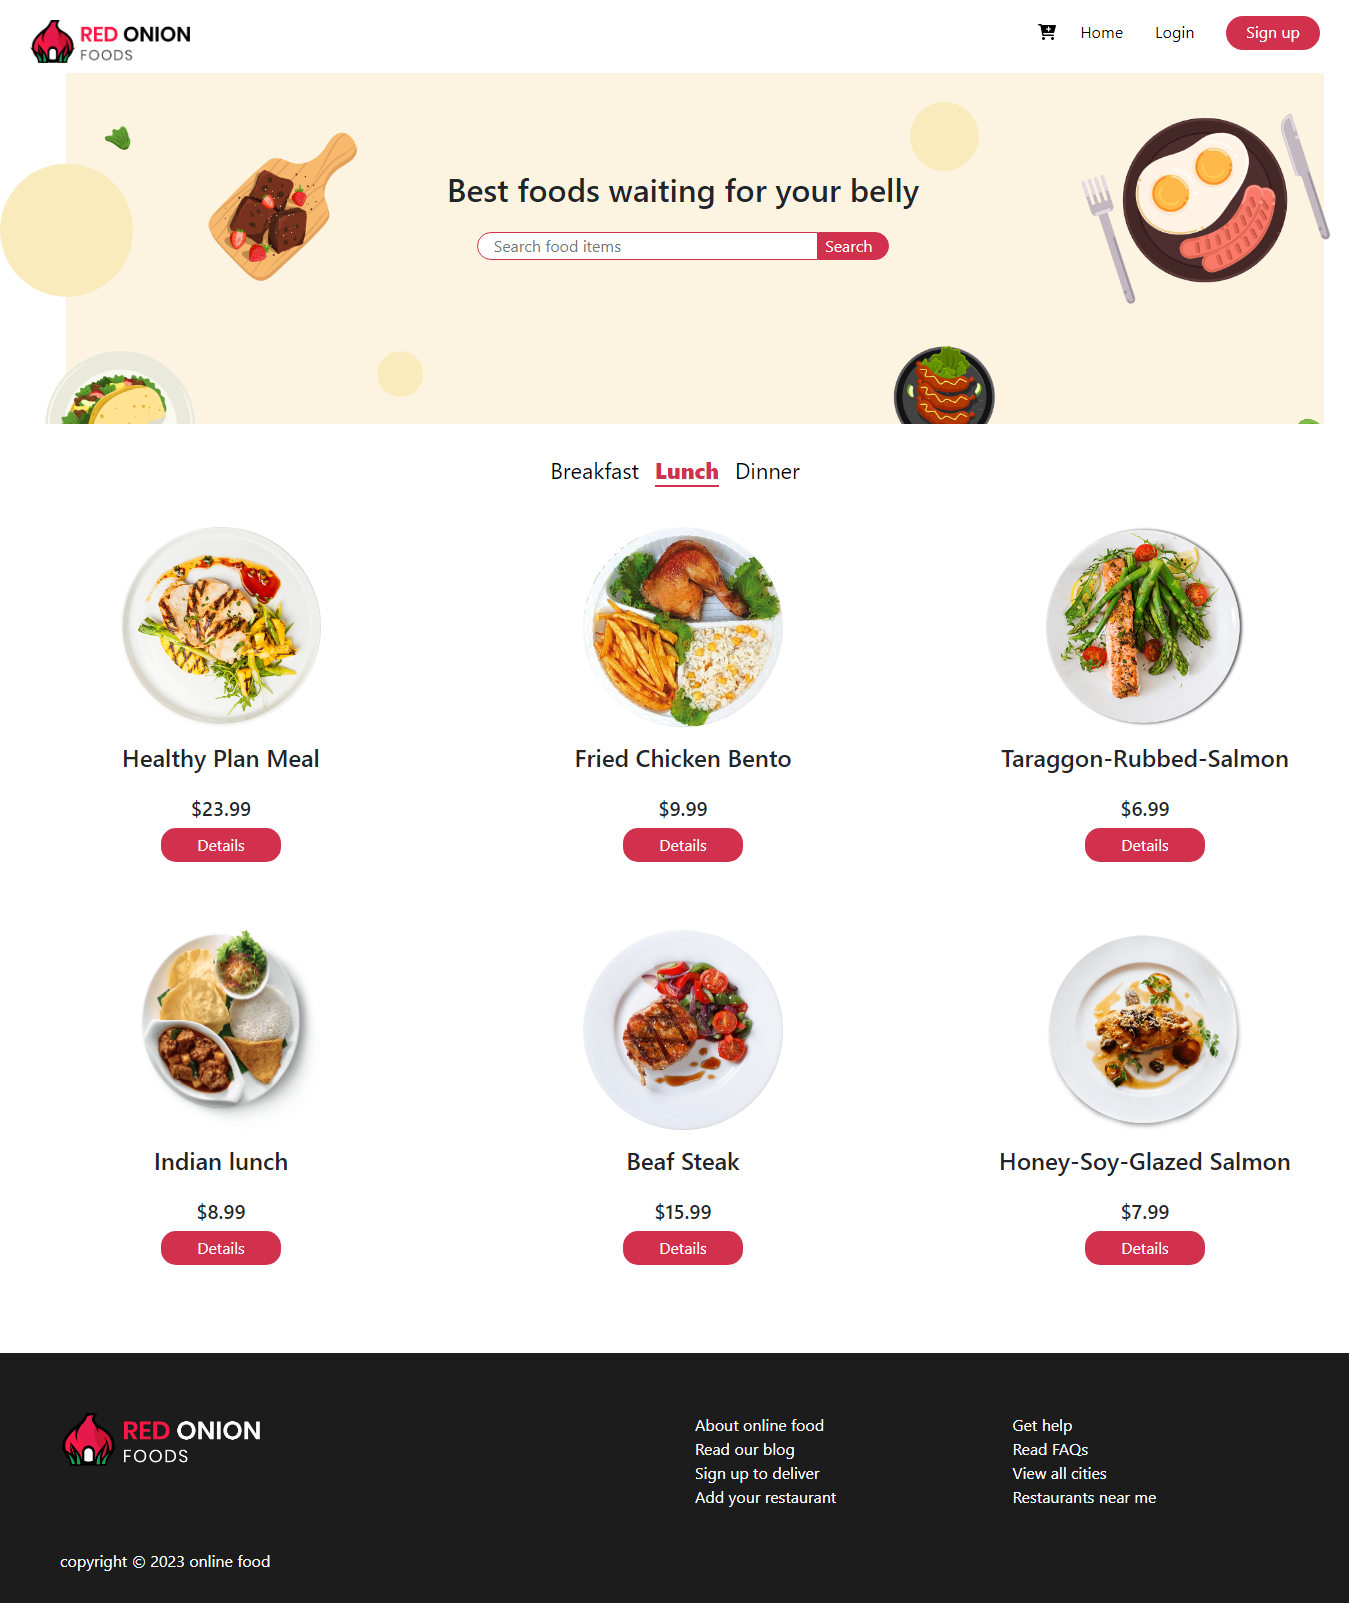 RED ONION
FOODS
Home
Login
Sign up
Best foods waiting for your belly
Search food items
Search
Breakfast
Lunch
Dinner
Healthy Plan Meal
$23.99
Details
Fried Chicken Bento
$9.99
Details
Taraggon-Rubbed-Salmon
$6.99
Details
Indian lunch
$8.99
Details
Beaf Steak
$15.99
Details
Honey-Soy-Glazed Salmon
$7.99
Details
RED ONION
FOODS
About online food
Read our blog
Sign up to deliver
Add your restaurant
Get help
Read FAQs
View all cities
Restaurants near me
copyright © 2023 online food